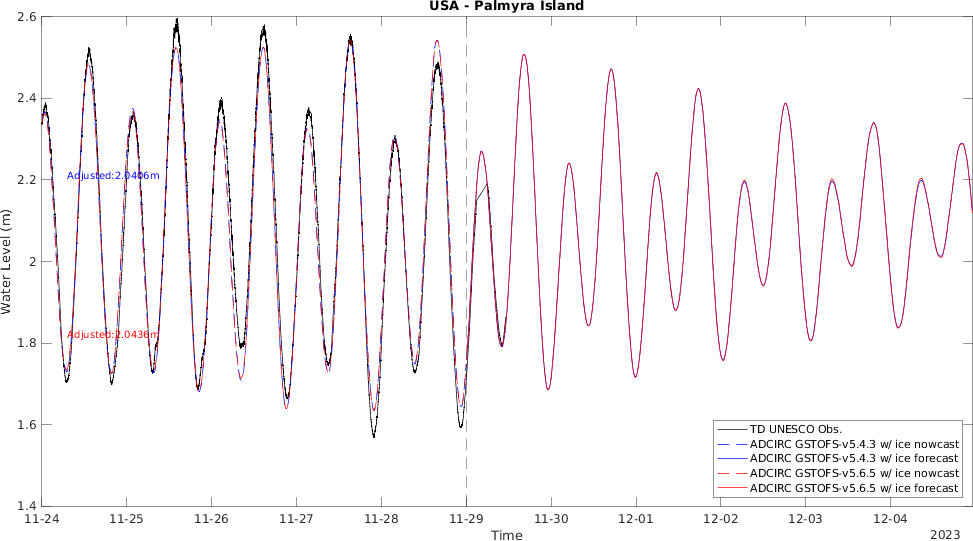 USA - Palmyra Island
2.6
2.4
2.2
2
1.8
1.6
1.4
Water Level (m)
Adjusted:2.0406m
Adjusted:2.0436m
TD UNESCO Obs.
ADCIRC GSTOFS-v5.4.3 w/ ice nowcast
ADCIRC GSTOFS-v5.4.3 w/ ice forecast
ADCIRC GSTOFS-v5.6.5 w/ ice nowcast
ADCIRC GSTOFS-v5.6.5 w/ ice forecast
11-24 11-25 11-26 11-27 11-28 11-29 11-30 12-01 12-02 12-03 12-04
Time
2023